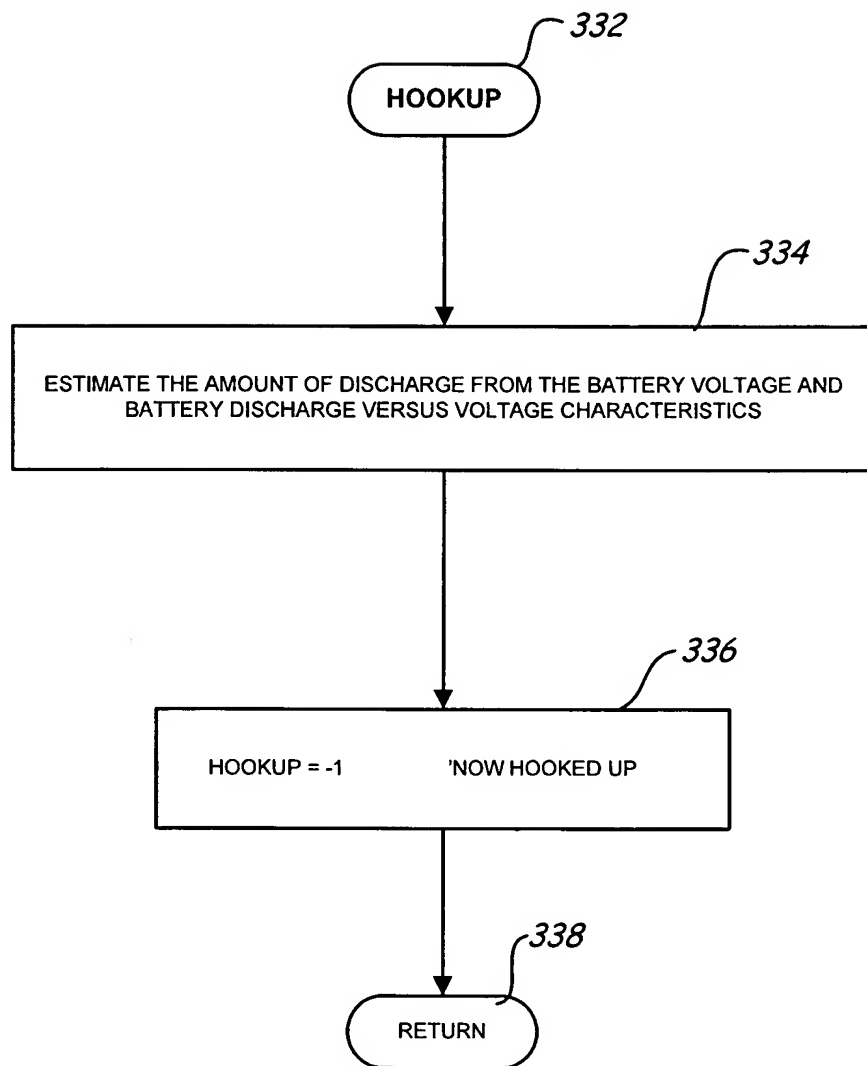 332
HOOKUP
334
ESTIMATE THE AMOUNT OF DISCHARGE FROM THE BATTERY VOLTAGE AND
BATTERY DISCHARGE VERSUS VOLTAGE CHARACTERISTICS
336
HOOKUP = -1 'NOW HOOKED UP
338
RETURN